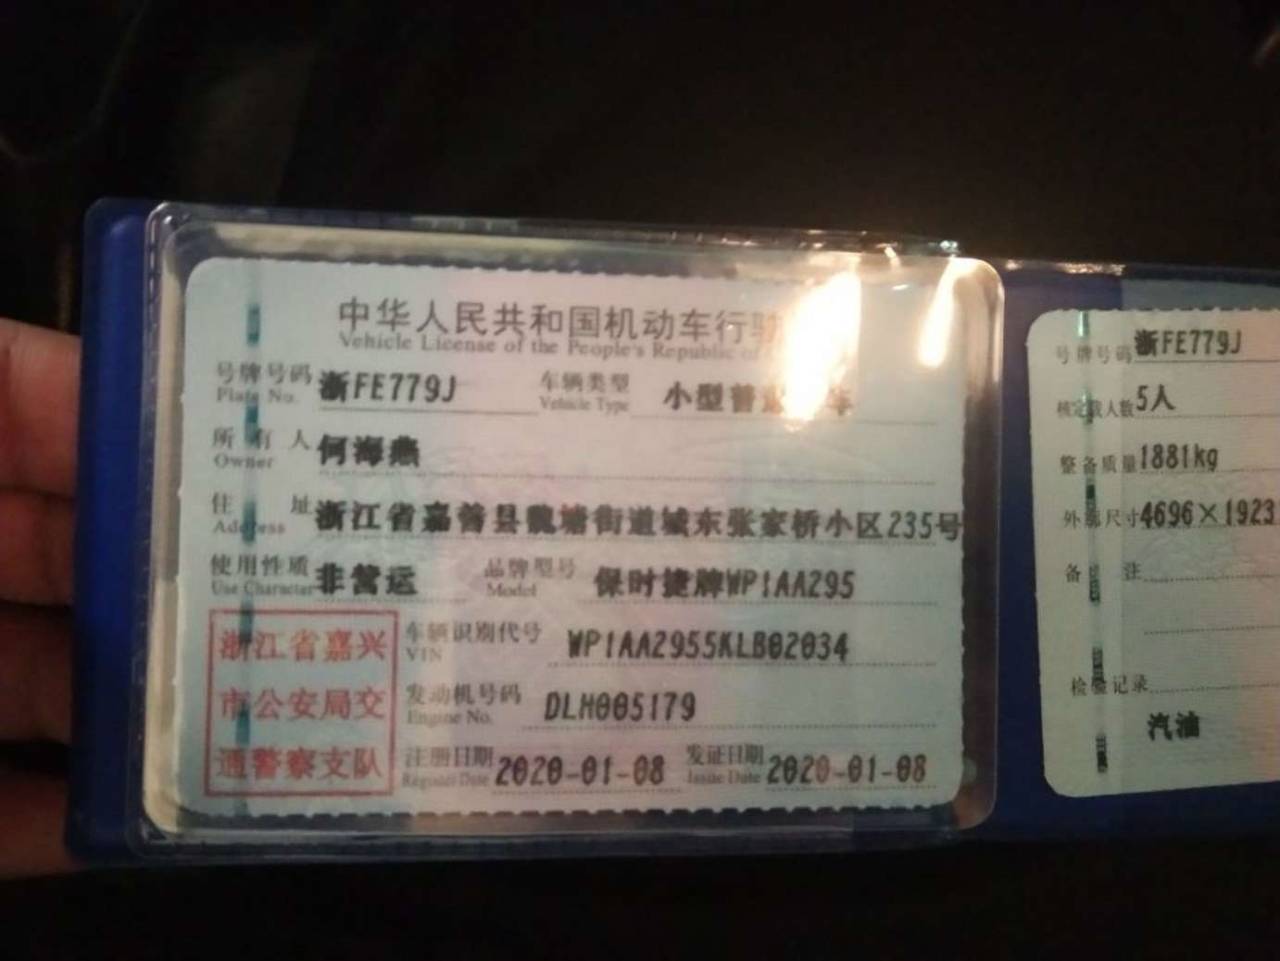 中华人民共和国机动车行驶
Vehicle License of the People's Republic of
号牌号码 浙FE779J 车辆类型 小型普通 车
Plate No. Vehicle Type
所有人 何海燕
Owner
住址 浙江省嘉善县魏塘街道城东张家桥小区235号
Address
使用性质 非营运 品牌型号 保时捷牌WP1AA295
Use Character Model
浙江省嘉兴
市公安局交
通警察支队
车辆识别代号 WP1AA2955KLB02034
VIN
发动机号码 DLH005179
Engine No.
注册日期 2020-01-08 发证日期 2020-01-08
Register Date Issue Date
号牌号码 浙FE779J
核定载人数 5人
整备质量 1881kg
外廓尺寸 4696×1923
备注
检验记录
汽油